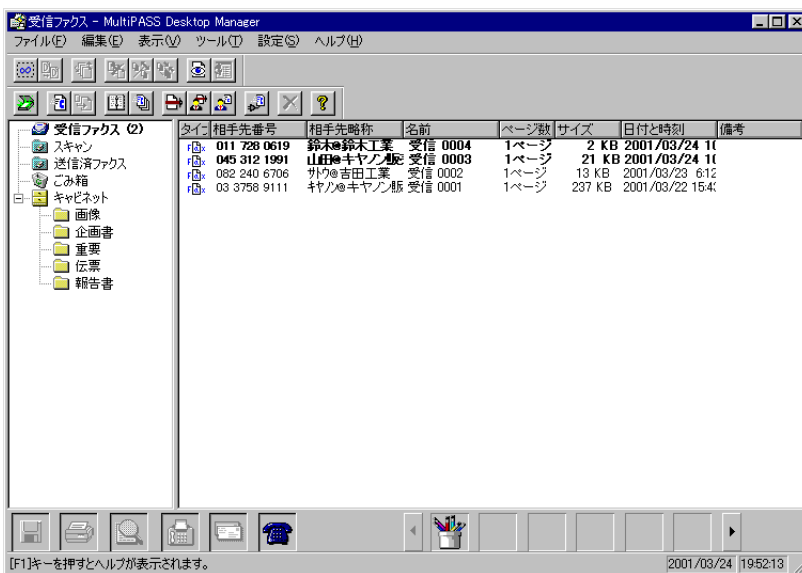 受信ファクス - MultiPASS Desktop Manager
ファイル(F) 編集(E) 表示(V) ツール(T) 設定(S) ヘルプ(H)
受信ファクス (2)
スキャン
送信済ファクス
ごみ箱
キャビネット
画像
企画書
重要
伝票
報告書
タイ 相手先番号 相手先略称 名前 ページ数 サイズ 日付と時刻 備考
011 728 0619 鈴木@鈴木工業 受信 0004 1ページ 2 KB 2001/03/24 1
045 312 1991 山田@キヤノン販 受信 0003 1ページ 21 KB 2001/03/24 1
082 240 6706 サトウ@吉田工業 受信 0002 1ページ 13 KB 2001/03/23 6:12
03 3758 9111 キヤノン@キヤノン販 受信 0001 1ページ 237 KB 2001/03/22 15:4
[F1]キーを押すとヘルプが表示されます。 2001/03/24 19:52:13